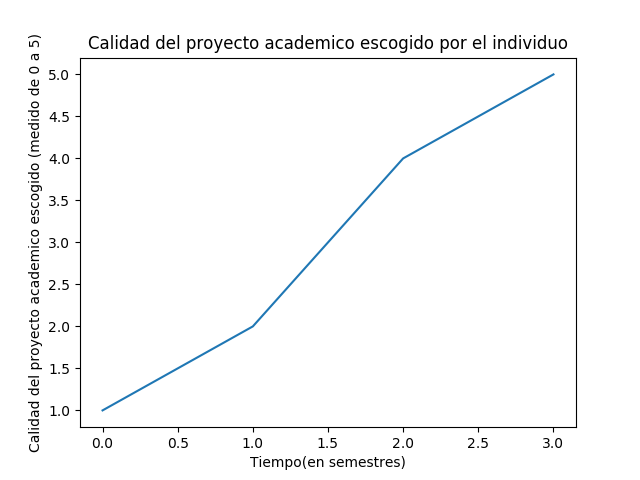 Calidad del proyecto academico escogido por el individuo
Calidad del proyecto academico escogido (medido de 0 a 5)
5.0
4.5
4.0
3.5
3.0
2.5
2.0
1.5
1.0
0.0 0.5 1.0 1.5 2.0 2.5 3.0
Tiempo(en semestres)